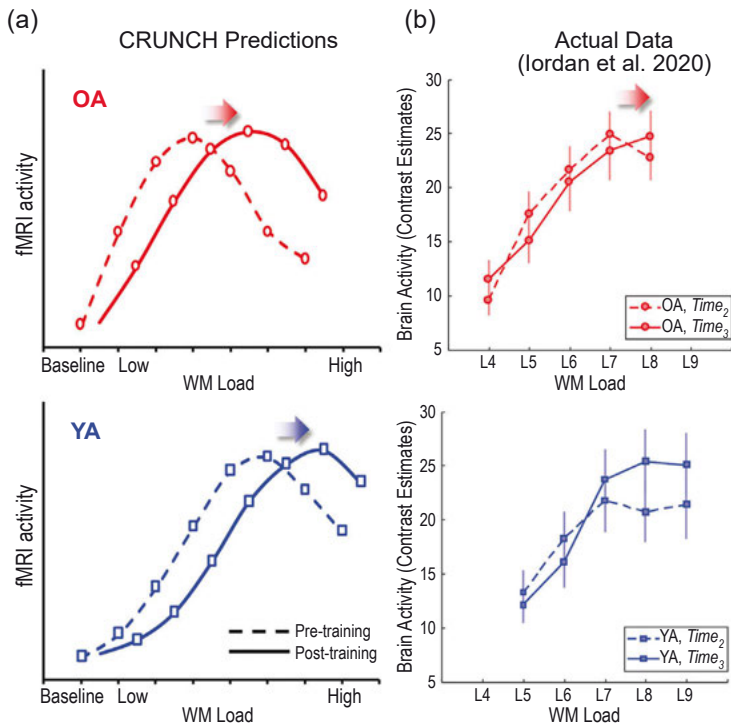 (a)
CRUNCH Predictions
OA
fMRI activity
Baseline Low High
WM Load
YA
fMRI activity
Pre-training
Post-training
Baseline Low High
WM Load
(b)
Actual Data
(Iordan et al. 2020)
Brain Activity (Contrast Estimates)
30
25
20
15
10
5
OA, Time2
OA, Time3
L4 L5 L6 L7 L8 L9
WM Load
Brain Activity (Contrast Estimates)
30
25
20
15
10
5
YA, Time2
YA, Time3
L4 L5 L6 L7 L8 L9
WM Load